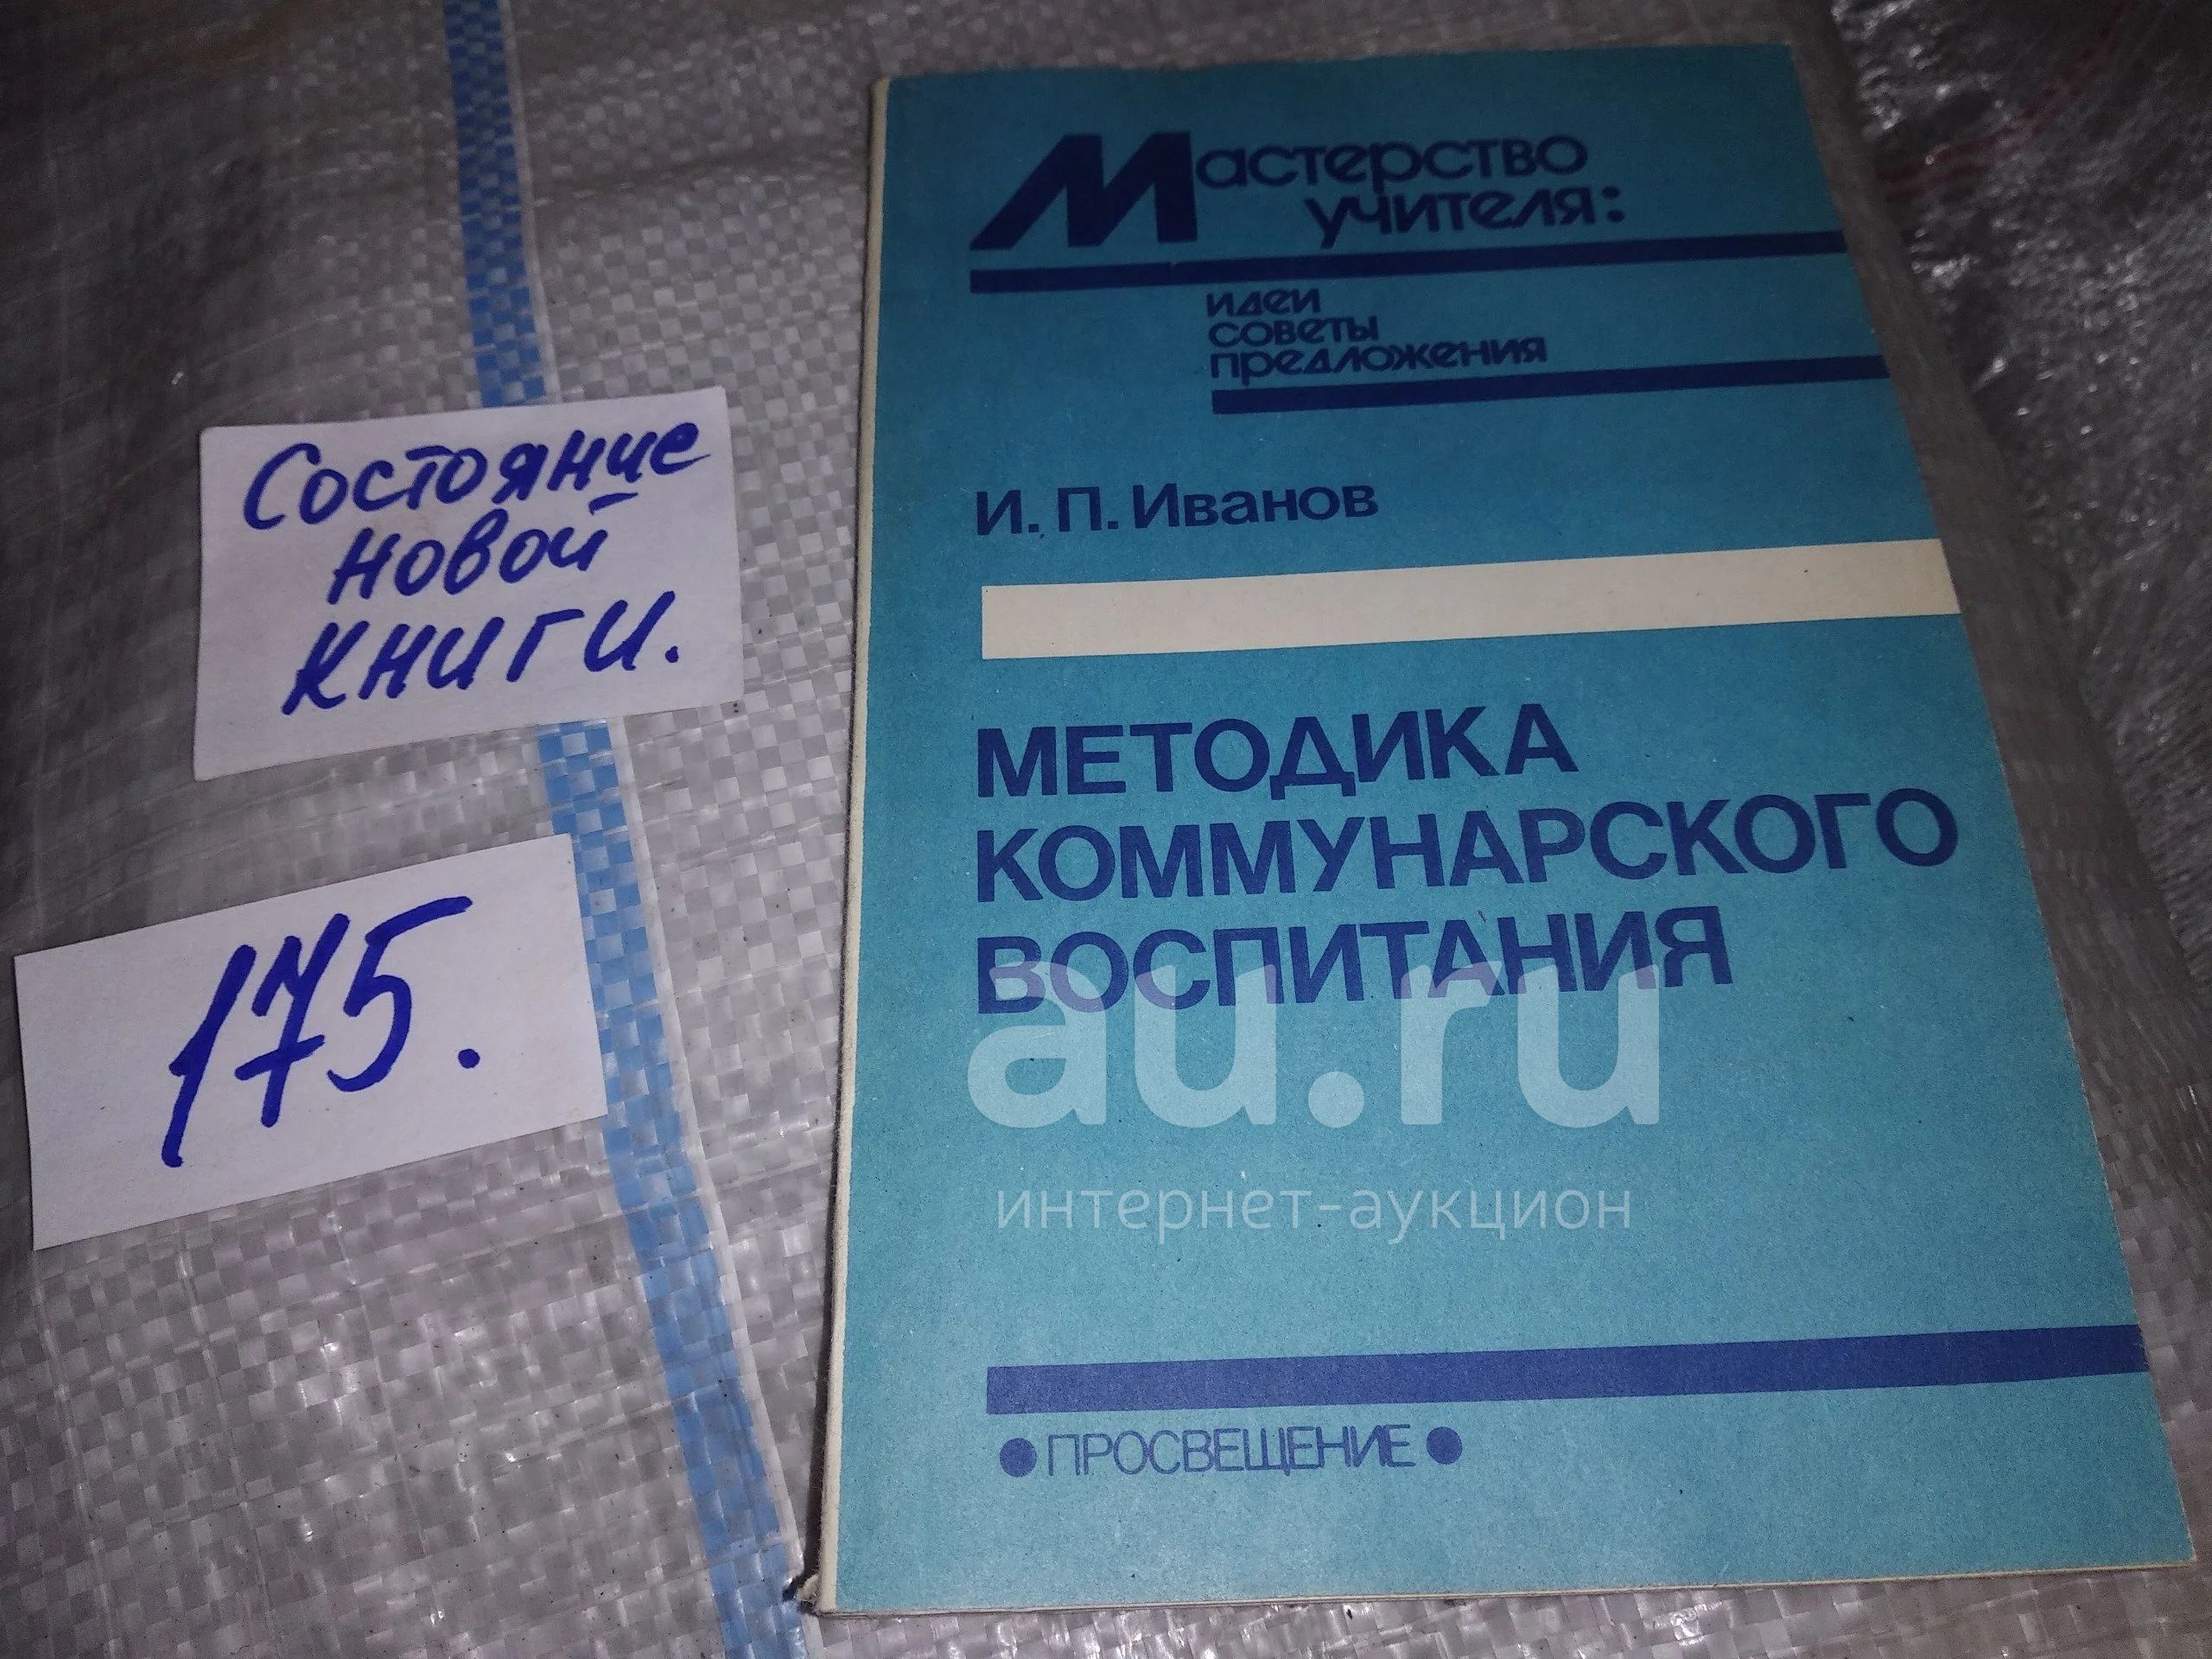 Состояние
новой
книги.
175.
Мастерство
учителя:
идеи
советы
предложения
И. П. Иванов
МЕТОДИКА
КОММУНАРСКОГО
ВОСПИТАНИЯ
au.ru
интернет-аукцион
ПРОСВЕЩЕНИЕ